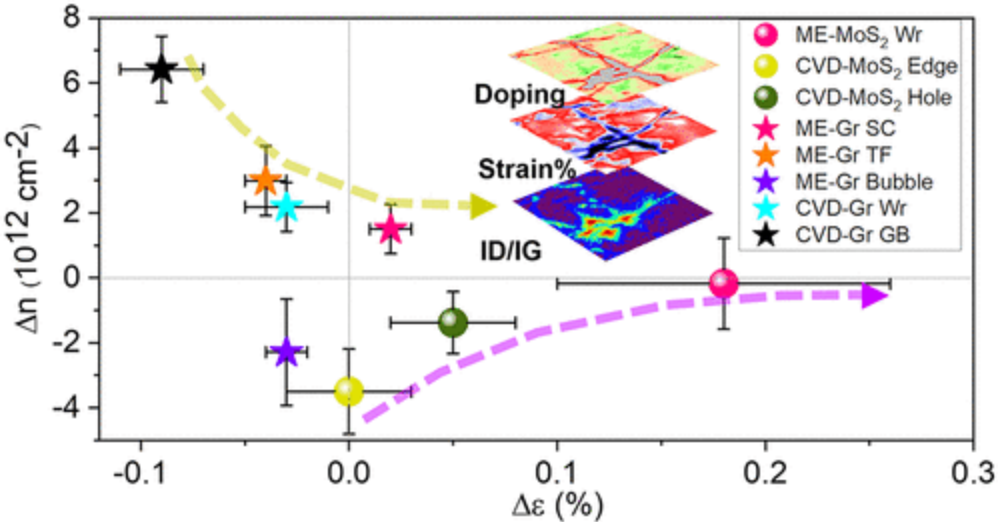 8
6
4
2
0
-2
-4
Δn (10^12 cm-2)
-0.1
0.0
0.1
0.2
0.3
Δε (%)
Doping
Strain%
ID/IG
ME-MoS₂ Wr
CVD-MoS₂ Edge
CVD-MoS₂ Hole
ME-Gr SC
ME-Gr TF
ME-Gr Bubble
CVD-Gr Wr
CVD-Gr GB